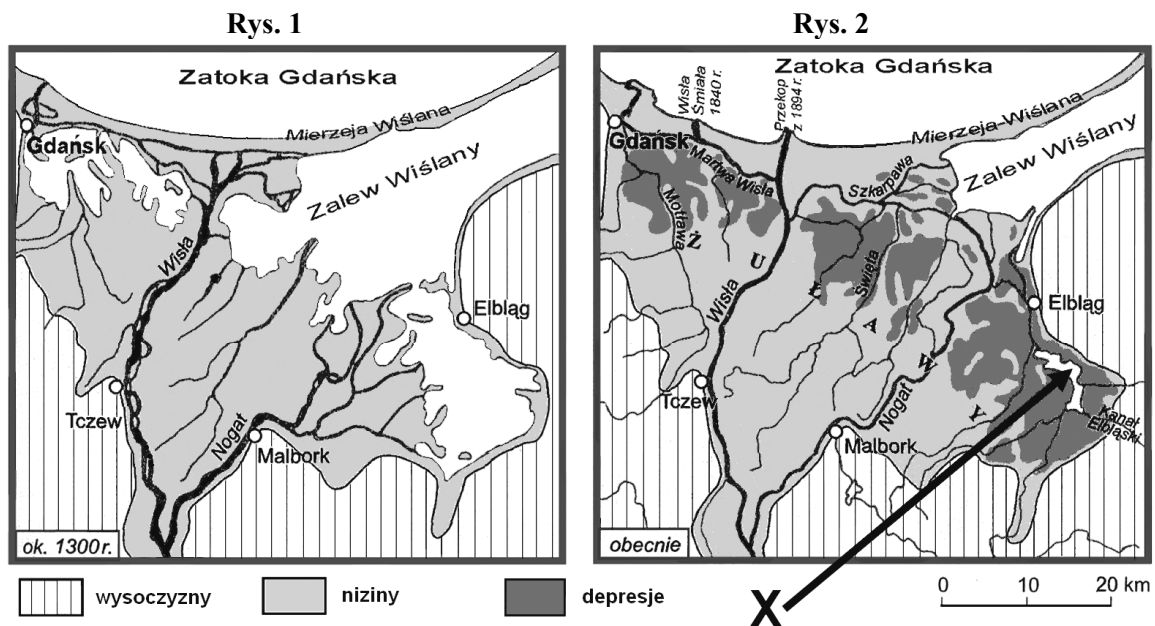 Rys. 1
Zatoka Gdańska
Mierzeja Wiślana
Gdańsk
Zalew Wiślany
Wisła
Elbląg
Tczew
Nogat
Malbork
ok. 1300 r.
Rys. 2
Zatoka Gdańska
Wisła
Śmiała
1840 r.
Przekop
z 1894 r.
Mierzeja Wiślana
Gdańsk
Martwa Wisła
Szkarpawa
Zalew Wiślany
Motława
Ż
U
Ł
A
W
Y
Święta
Wisła
Elbląg
Tczew
Nogat
Malbork
Kanał
Elbląski
obecnie
wysoczyzny
niziny
depresje
X
0 10 20 km